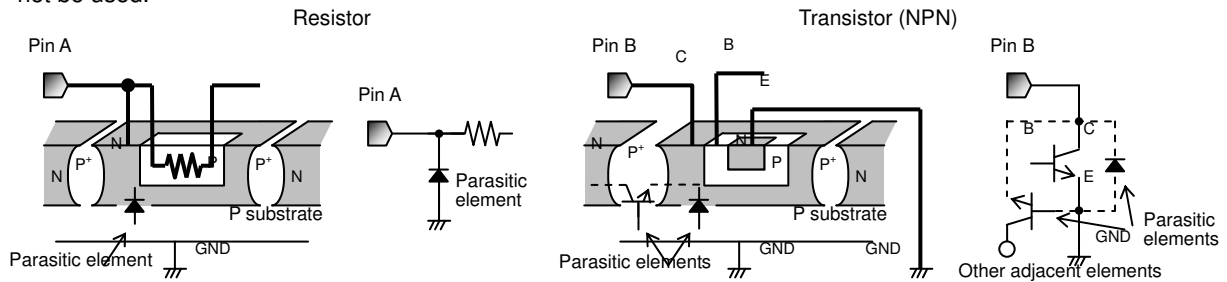 not be used.
Resistor
Transistor (NPN)
Pin A
Pin B
C
B
E
Pin B
Pin A
N
P
N
P+
P+
N
N
N
P+
P
P+
N
B
C
E
Parasitic
element
P substrate
P substrate
Parasitic
elements
GND
GND
GND
GND
Parasitic element
Parasitic elements
Other adjacent elements